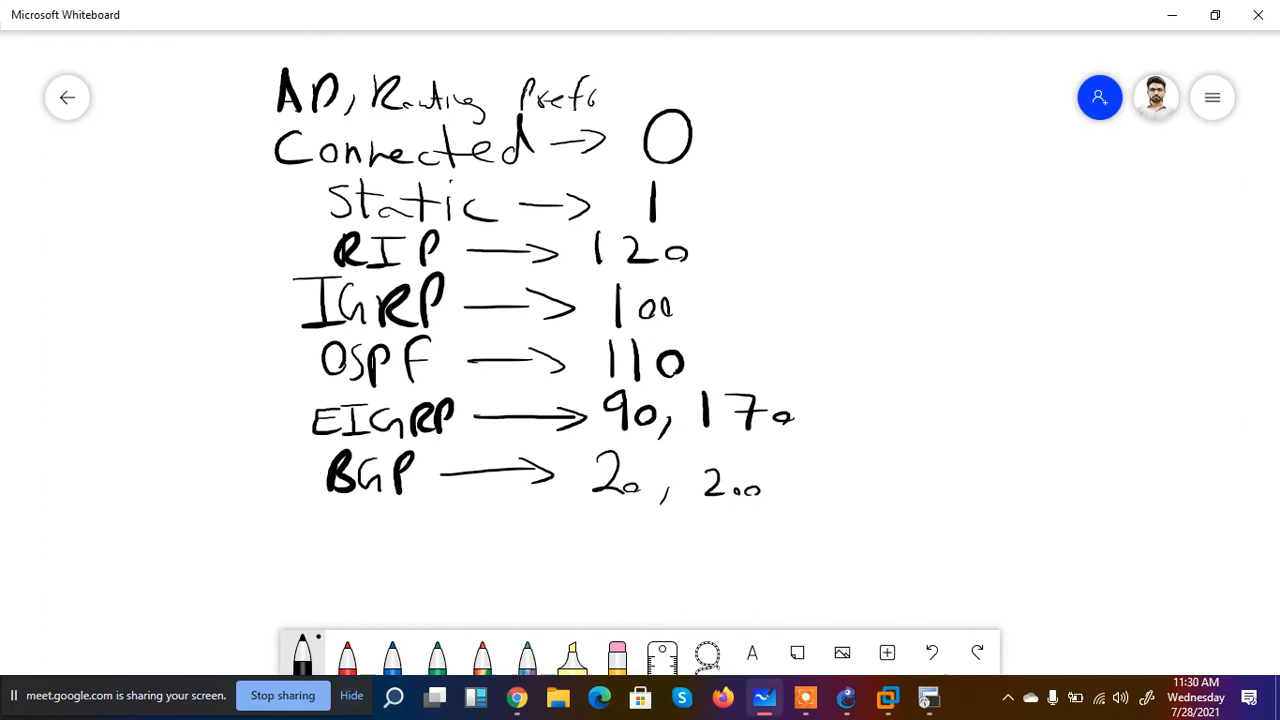 Microsoft Whiteboard
AD, Routing Prefe
Connected → 0
Static → 1
RIP → 120
IGRP → 100
OSPF → 110
EIGRP → 90, 170
BGP → 20, 200
A
meet.google.com is sharing your screen.
Stop sharing
Hide
11:30 AM
Wednesday
7/28/2021